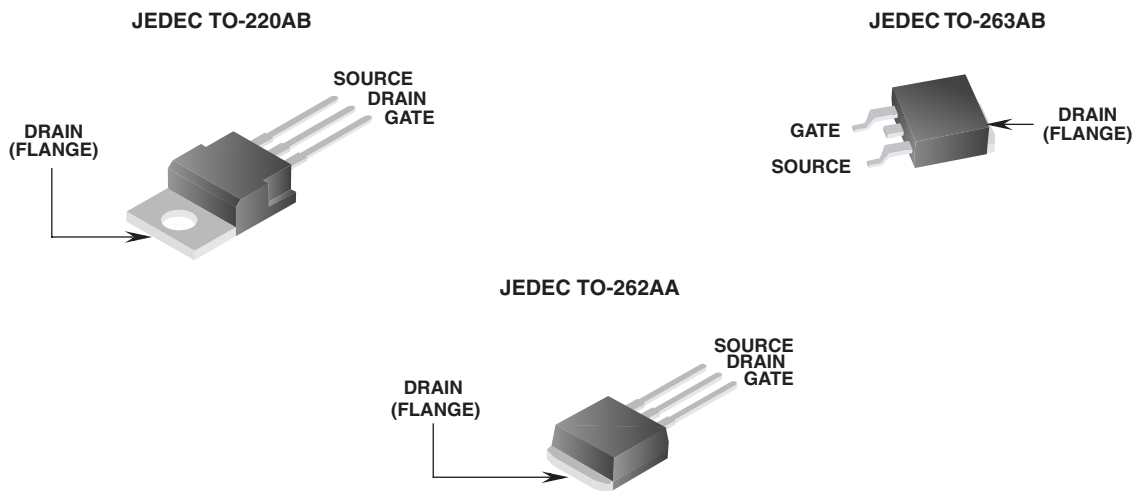 JEDEC TO-220AB
SOURCE
DRAIN
GATE
DRAIN
(FLANGE)
JEDEC TO-263AB
GATE
SOURCE
DRAIN
(FLANGE)
JEDEC TO-262AA
SOURCE
DRAIN
GATE
DRAIN
(FLANGE)